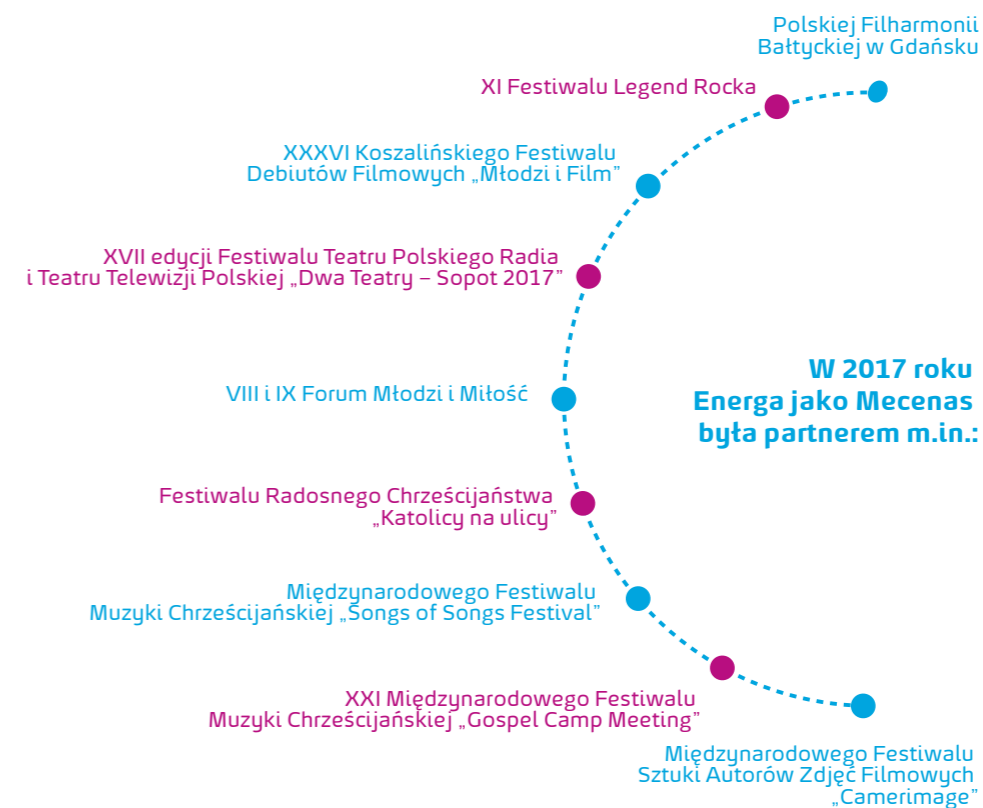 Polskiej Filharmonii
Bałtyckiej w Gdańsku
XI Festiwalu Legend Rocka
XXXVI Koszalińskiego Festiwalu
Debiutów Filmowych „Młodzi i Film”
XVII edycji Festiwalu Teatru Polskiego Radia
i Teatru Telewizji Polskiej „Dwa Teatry – Sopot 2017”
W 2017 roku
Energa jako Mecenas
była partnerem m.in.:
VIII i IX Forum Młodzi i Miłość
Festiwalu Radosnego Chrześcijaństwa
„Katolicy na ulicy”
Międzynarodowego Festiwalu
Muzyki Chrześcijańskiej „Songs of Songs Festival”
XXI Międzynarodowego Festiwalu
Muzyki Chrześcijańskiej „Gospel Camp Meeting”
Międzynarodowego Festiwalu
Sztuki Autorów Zdjęć Filmowych
„Camerimage”